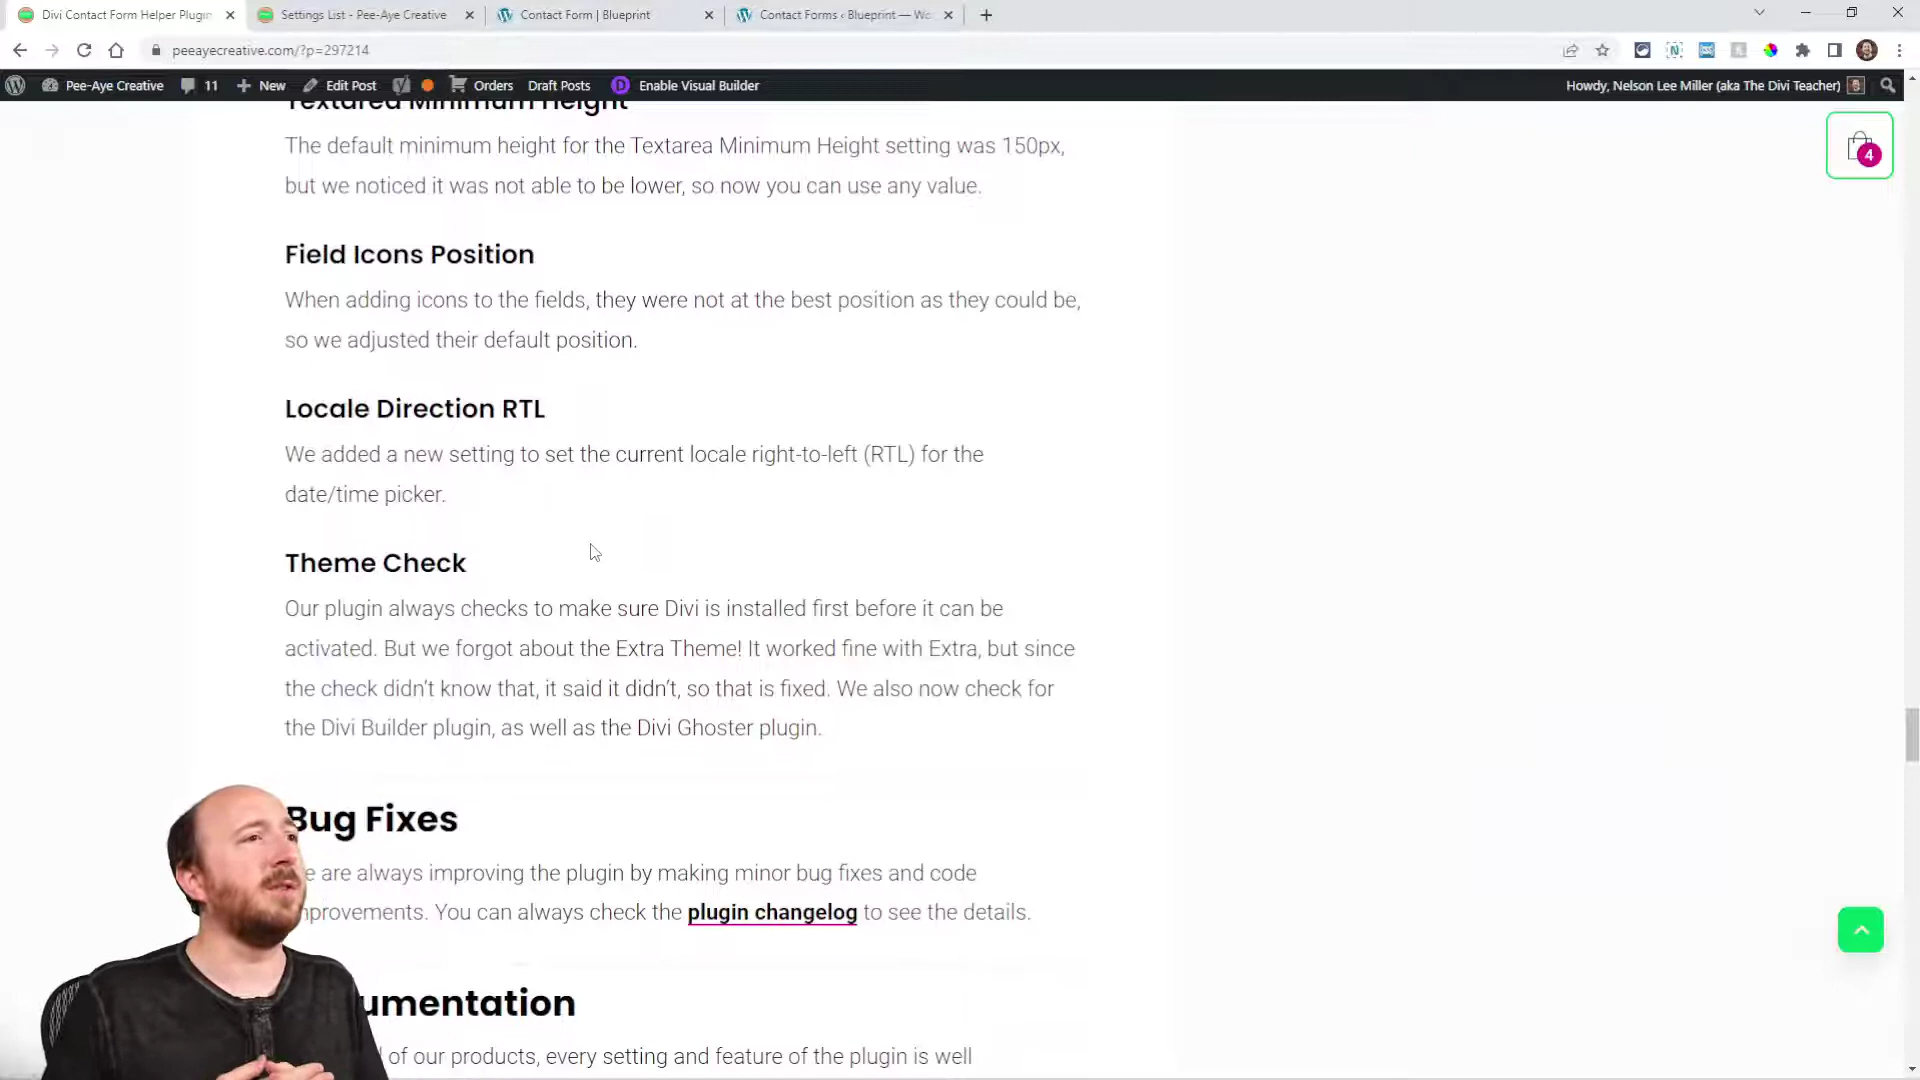 Divi Contact Form Helper Plugin
Settings List - Pee-Aye Creative
Contact Form | Blueprint
Contact Forms ‹ Blueprint — Wo
peeayecreative.com/?p=297214
Pee-Aye Creative
11
New
Edit Post
Orders
Draft Posts
Enable Visual Builder
Howdy, Nelson Lee Miller (aka The Divi Teacher)
4
Textarea Minimum Height
The default minimum height for the Textarea Minimum Height setting was 150px,
but we noticed it was not able to be lower, so now you can use any value.
Field Icons Position
When adding icons to the fields, they were not at the best position as they could be,
so we adjusted their default position.
Locale Direction RTL
We added a new setting to set the current locale right-to-left (RTL) for the
date/time picker.
Theme Check
Our plugin always checks to make sure Divi is installed first before it can be
activated. But we forgot about the Extra Theme! It worked fine with Extra, but since
the check didn't know that, it said it didn't, so that is fixed. We also now check for
the Divi Builder plugin, as well as the Divi Ghoster plugin.
Bug Fixes
e are always improving the plugin by making minor bug fixes and code
mprovements. You can always check the plugin changelog to see the details.
umentation
of our products, every setting and feature of the plugin is well